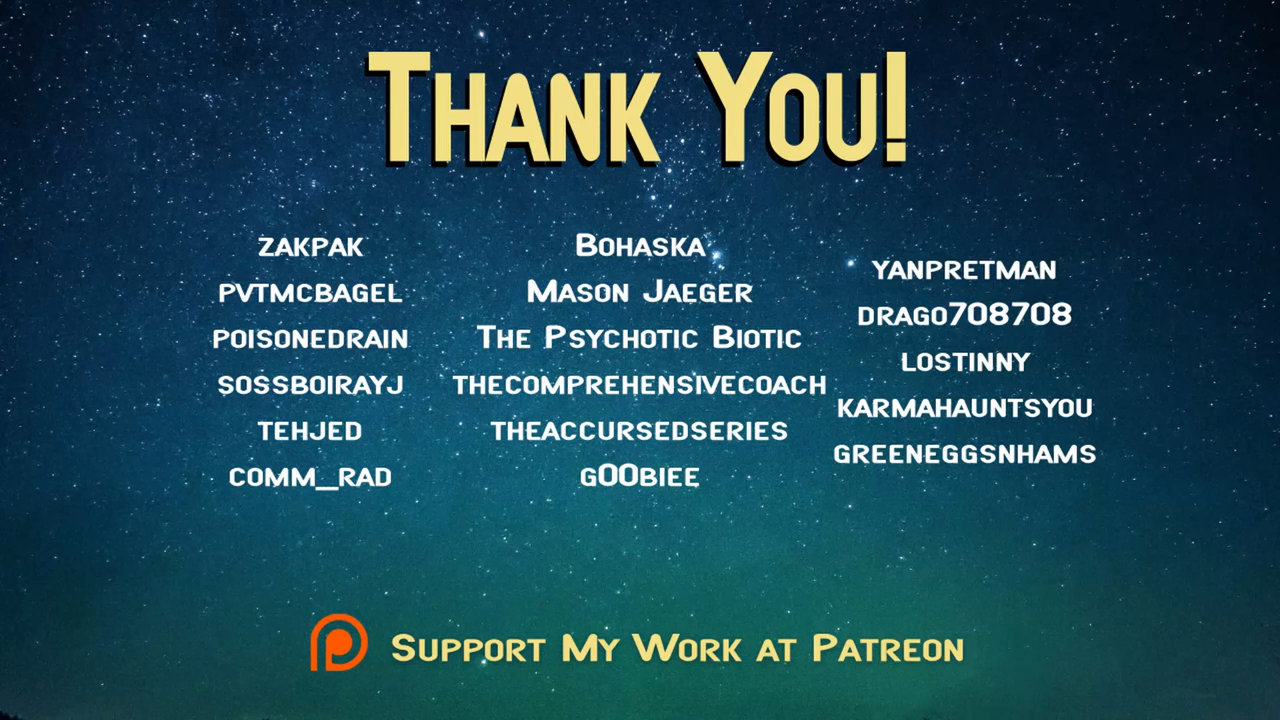 Thank You!
zakpak
pvtmcbagel
poisonedrain
sossboirayj
tehjed
comm_rad
Bohaska
Mason Jaeger
The Psychotic Biotic
thecomprehensivecoach
theaccursedseries
g00biee
yanpretman
drago708708
lostinny
karmahauntsyou
greeneggsnhams
Support My Work at Patreon